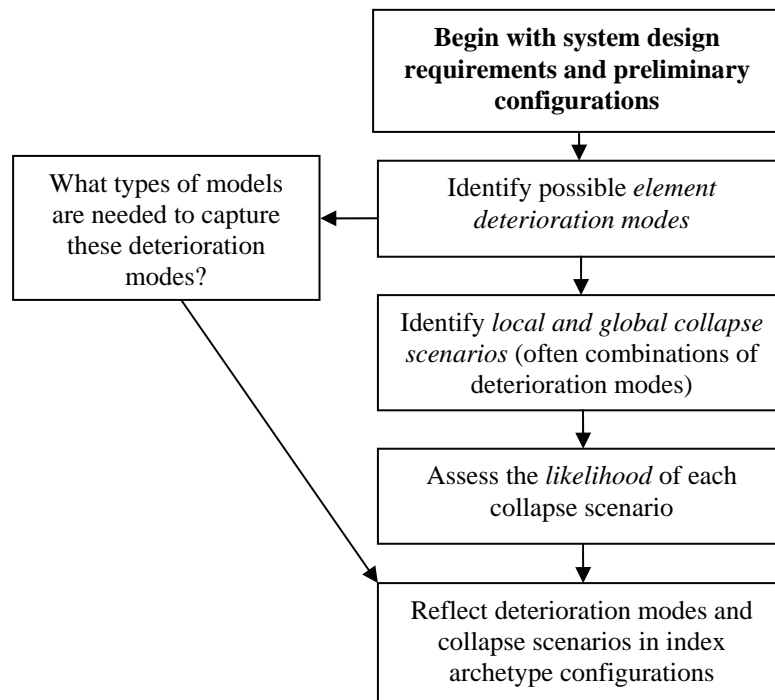 Begin with system design
requirements and preliminary
configurations
What types of models
are needed to capture
these deterioration
modes?
Identify possible element
deterioration modes
Identify local and global collapse
scenarios (often combinations of
deterioration modes)
Assess the likelihood of each
collapse scenario
Reflect deterioration modes and
collapse scenarios in index
archetype configurations